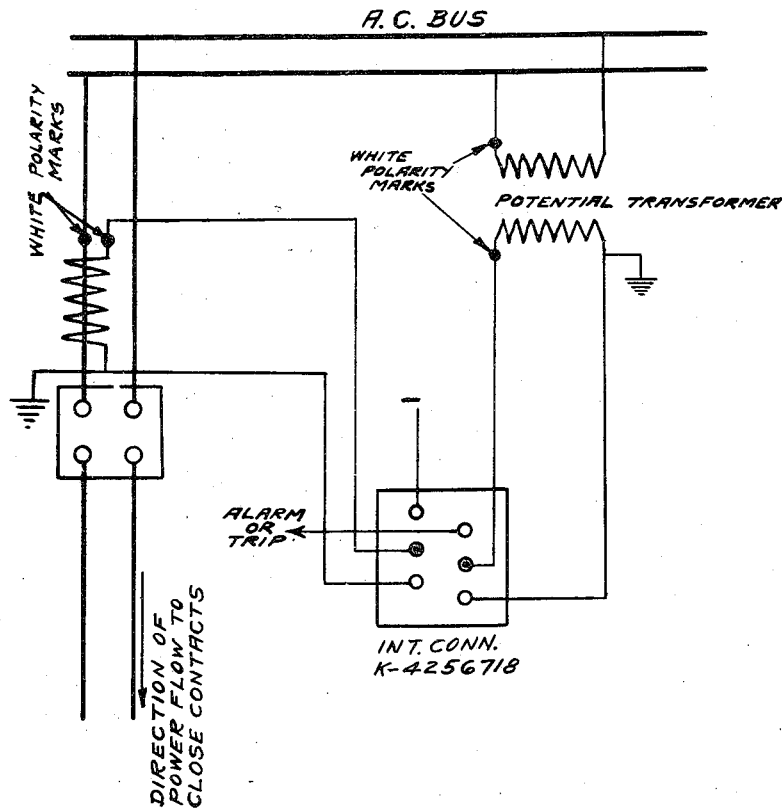 A.C. BUS
WHITE POLARITY
MARKS
WHITE
POLARITY
MARKS
POTENTIAL TRANSFORMER
ALARM
OR
TRIP
INT. CONN.
K-4256718
DIRECTION OF
POWER FLOW TO
CLOSE CONTACTS